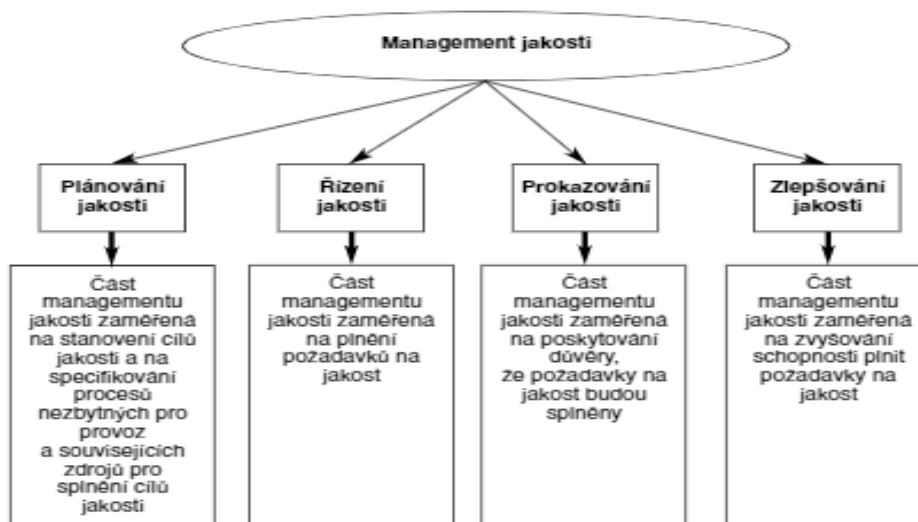 Management jakosti
Plánování
jakosti
Řízení
jakosti
Prokazování
jakosti
Zlepšování
jakosti
Část
managementu
jakosti zaměřená
na stanovení cílů
jakosti a na
specifikování
procesů
nezbytných pro
provoz
a souvisejících
zdrojů pro
splnění cílů
jakosti
Část
managementu
jakosti zaměřená
na plnění
požadavků na
jakost
Část
managementu
jakosti zaměřená
na poskytování
důvěry,
že požadavky na
jakost budou
splněny
Část
managementu
jakosti zaměřená
na zvyšování
schopnosti plnit
požadavky na
jakost